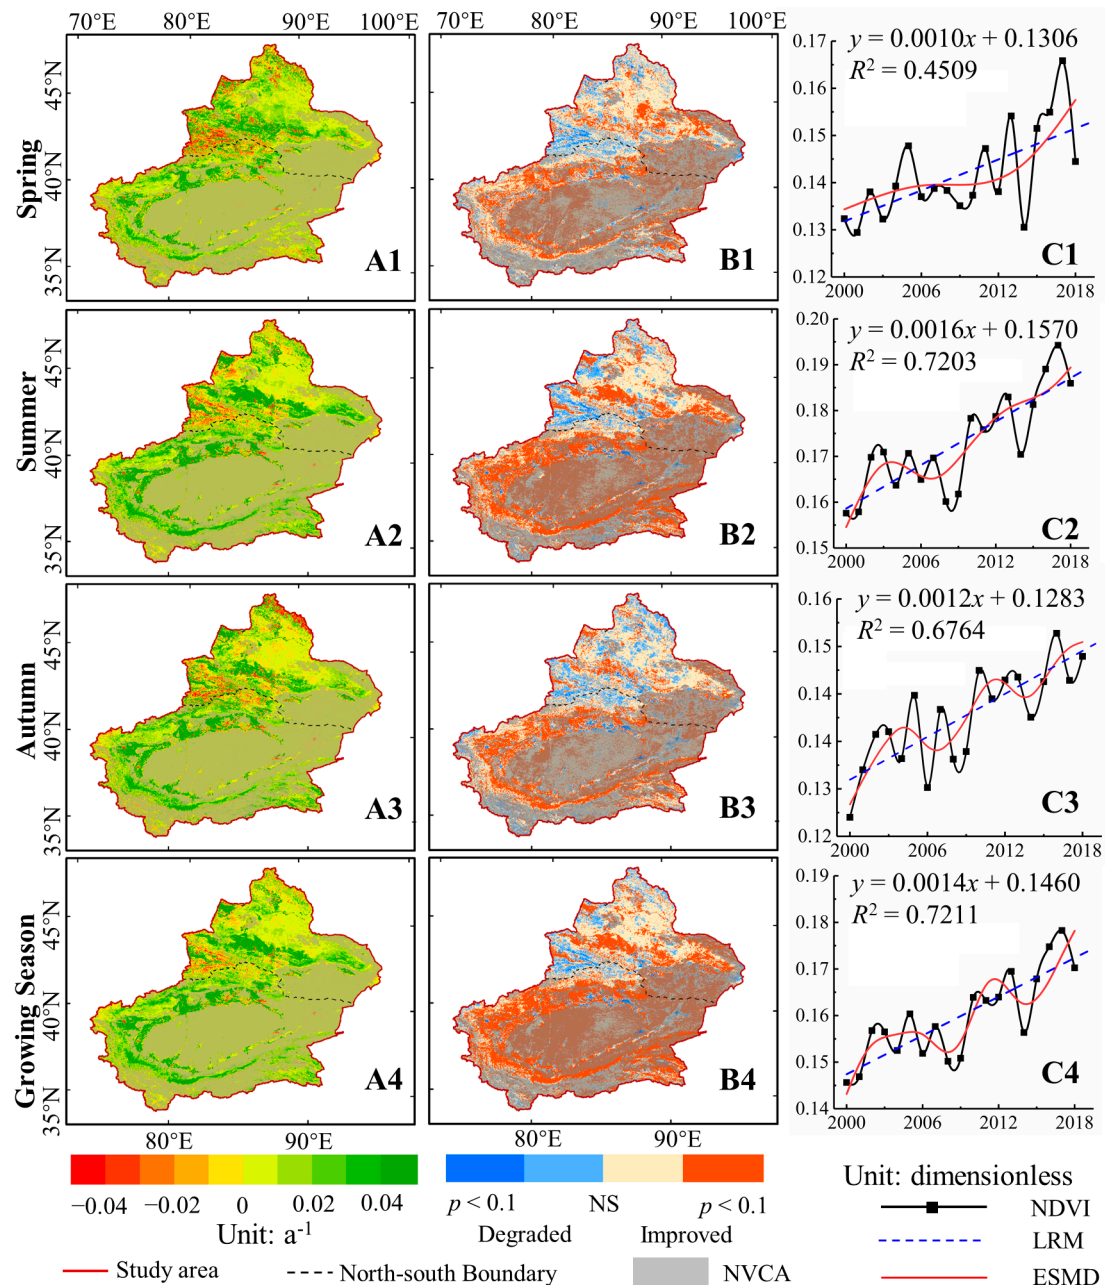 70°E 80°E 90°E 100°E 70°E 80°E 90°E 100°E
Spring
45°N
40°N
35°N
A1
B1
0.17
0.16
0.15
0.14
0.13
0.12
y = 0.0010x + 0.1306
R² = 0.4509
C1
2000 2006 2012 2018
Summer
45°N
40°N
35°N
A2
B2
0.20
0.19
0.18
0.17
0.16
0.15
y = 0.0016x + 0.1570
R² = 0.7203
C2
2000 2006 2012 2018
Autumn
45°N
40°N
35°N
A3
B3
0.16
0.15
0.14
0.14
0.13
0.12
y = 0.0012x + 0.1283
R² = 0.6764
C3
2000 2006 2012 2018
Growing Season
45°N
40°N
35°N
A4
B4
0.19
0.18
0.17
0.16
0.15
0.14
y = 0.0014x + 0.1460
R² = 0.7211
C4
2000 2006 2012 2018
80°E 90°E 80°E 90°E
−0.04 −0.02 0 0.02 0.04
Unit: a⁻¹
p < 0.1 NS p < 0.1
Degraded Improved
Unit: dimensionless
NDVI
LRM
ESMD
Study area North-south Boundary NVCA